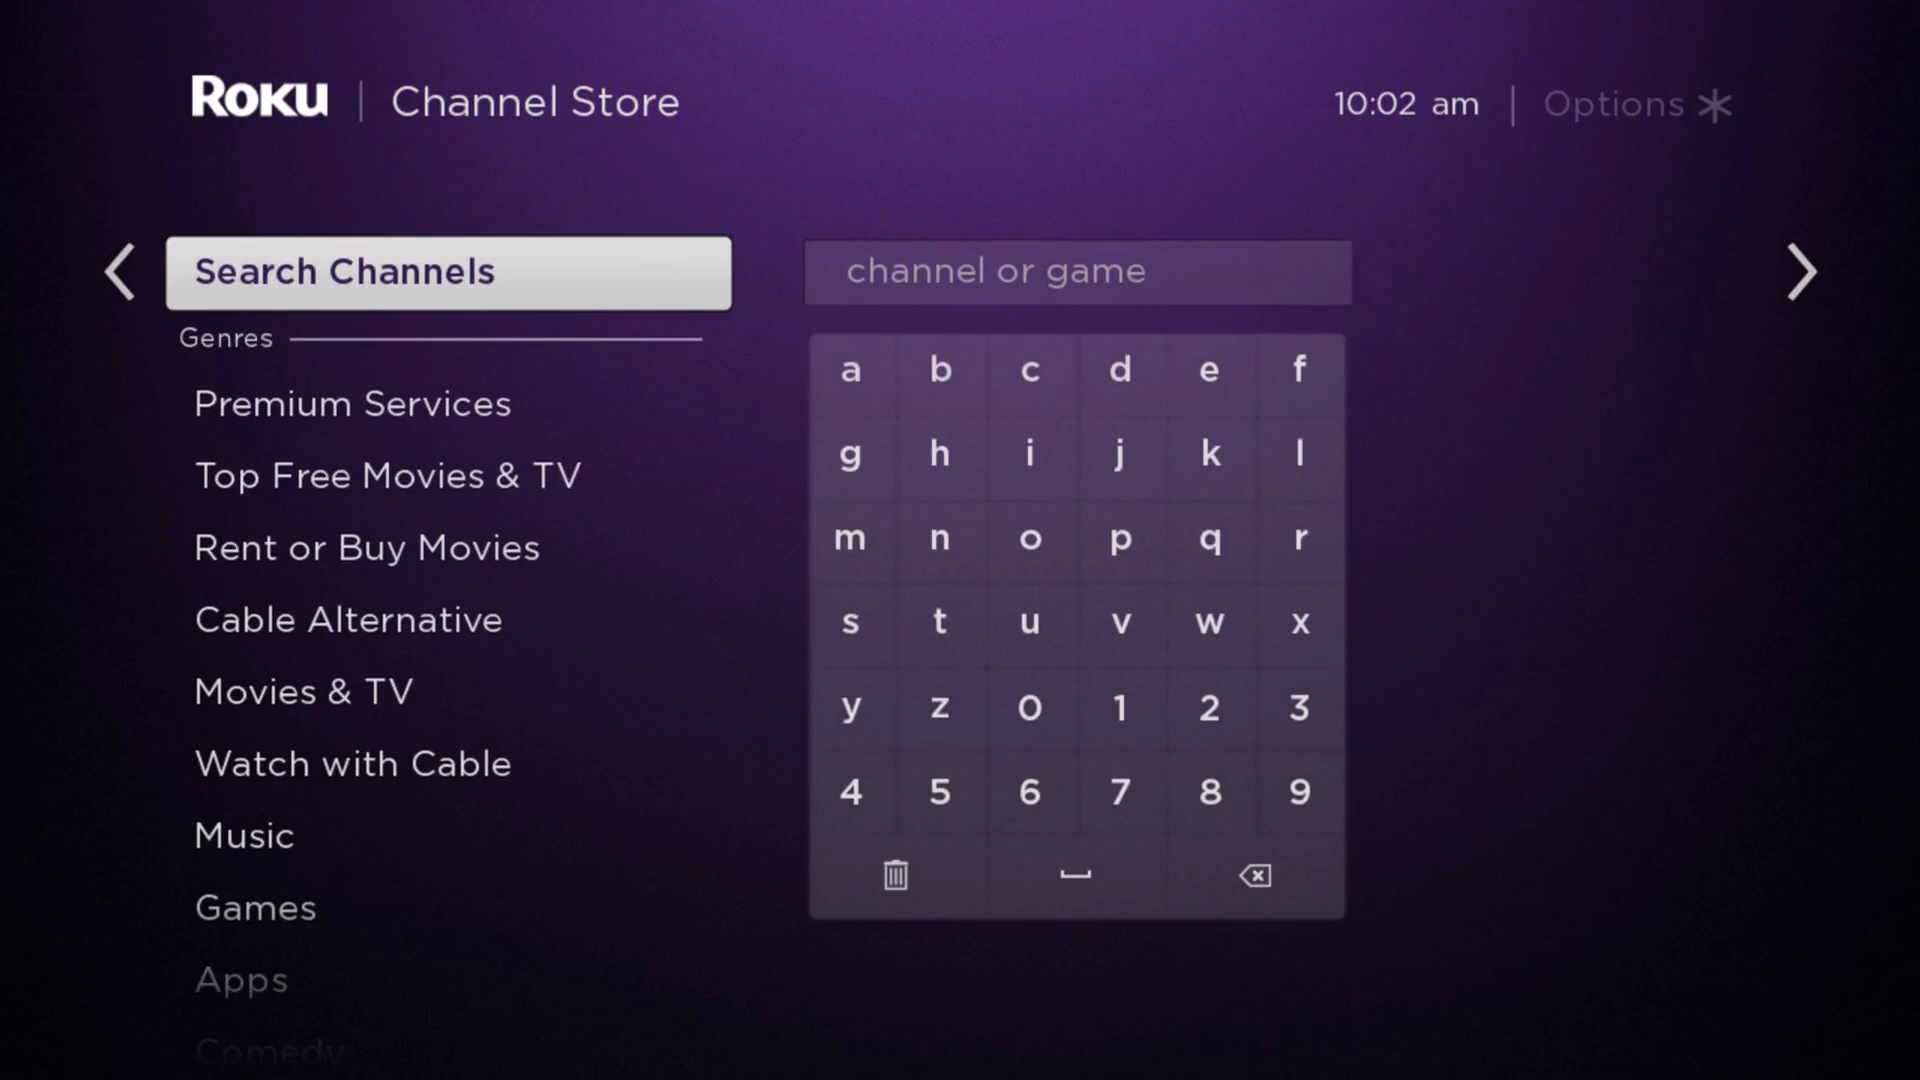 Roku | Channel Store
10:02 am | Options
Search Channels
channel or game
Genres
Premium Services
Top Free Movies & TV
Rent or Buy Movies
Cable Alternative
Movies & TV
Watch with Cable
Music
Games
Apps
Comedy
a b c d e f
g h i j k l
m n o p q r
s t u v w x
y z 0 1 2 3
4 5 6 7 8 9